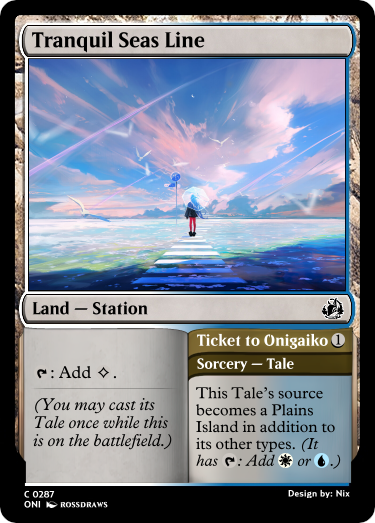 Tranquil Seas Line
Land — Station
: Add .
(You may cast its
Tale once while this
is on the battlefield.)
Ticket to Onigaiko 1
Sorcery — Tale
This Tale's source
becomes a Plains
Island in addition to
its other types. (It
has : Add or .)
C 0287
ONI ROSSDRAWS
Design by: Nix